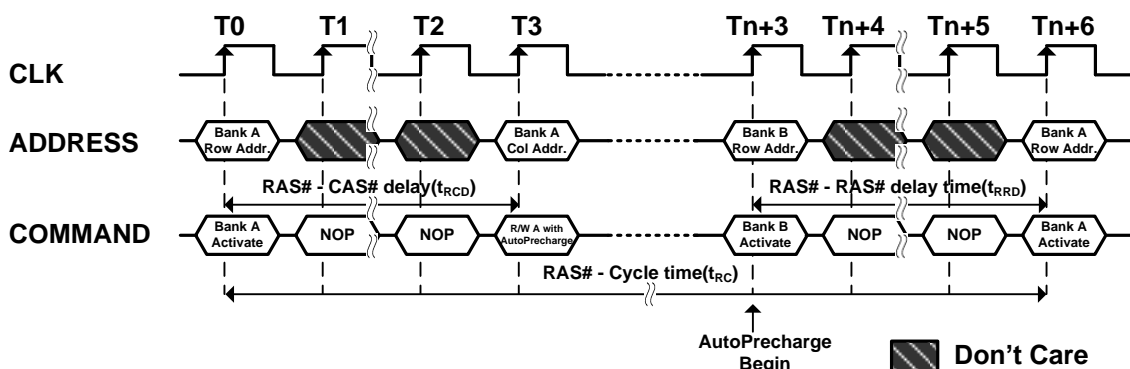 T0 T1 T2 T3 Tn+3 Tn+4 Tn+5 Tn+6
CLK
ADDRESS
Bank A
Row Addr.
Bank A
Col Addr.
Bank B
Row Addr.
Bank A
Row Addr.
RAS# - CAS# delay(tRCD)
RAS# - RAS# delay time(tRRD)
COMMAND
Bank A
Activate
NOP
NOP
R/W A with
AutoPrecharge
Bank B
Activate
NOP
NOP
Bank A
Activate
RAS# - Cycle time(tRC)
AutoPrecharge
Begin
Don't Care